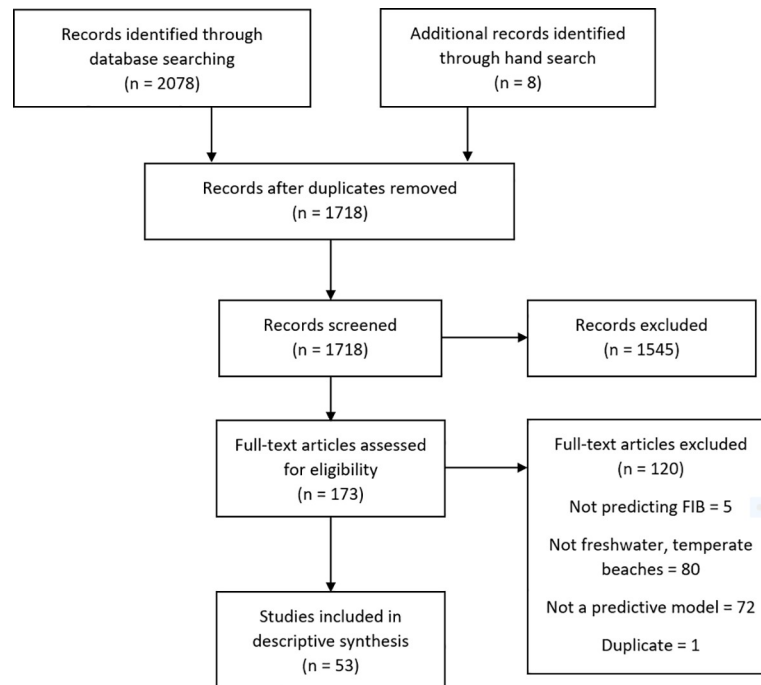 Records identified through
database searching
(n = 2078)
Additional records identified
through hand search
(n = 8)
Records after duplicates removed
(n = 1718)
Records screened
(n = 1718)
Records excluded
(n = 1545)
Full-text articles assessed
for eligibility
(n = 173)
Full-text articles excluded
(n = 120)
Not predicting FIB = 5
Not freshwater, temperate
beaches = 80
Not a predictive model = 72
Duplicate = 1
Studies included in
descriptive synthesis
(n = 53)